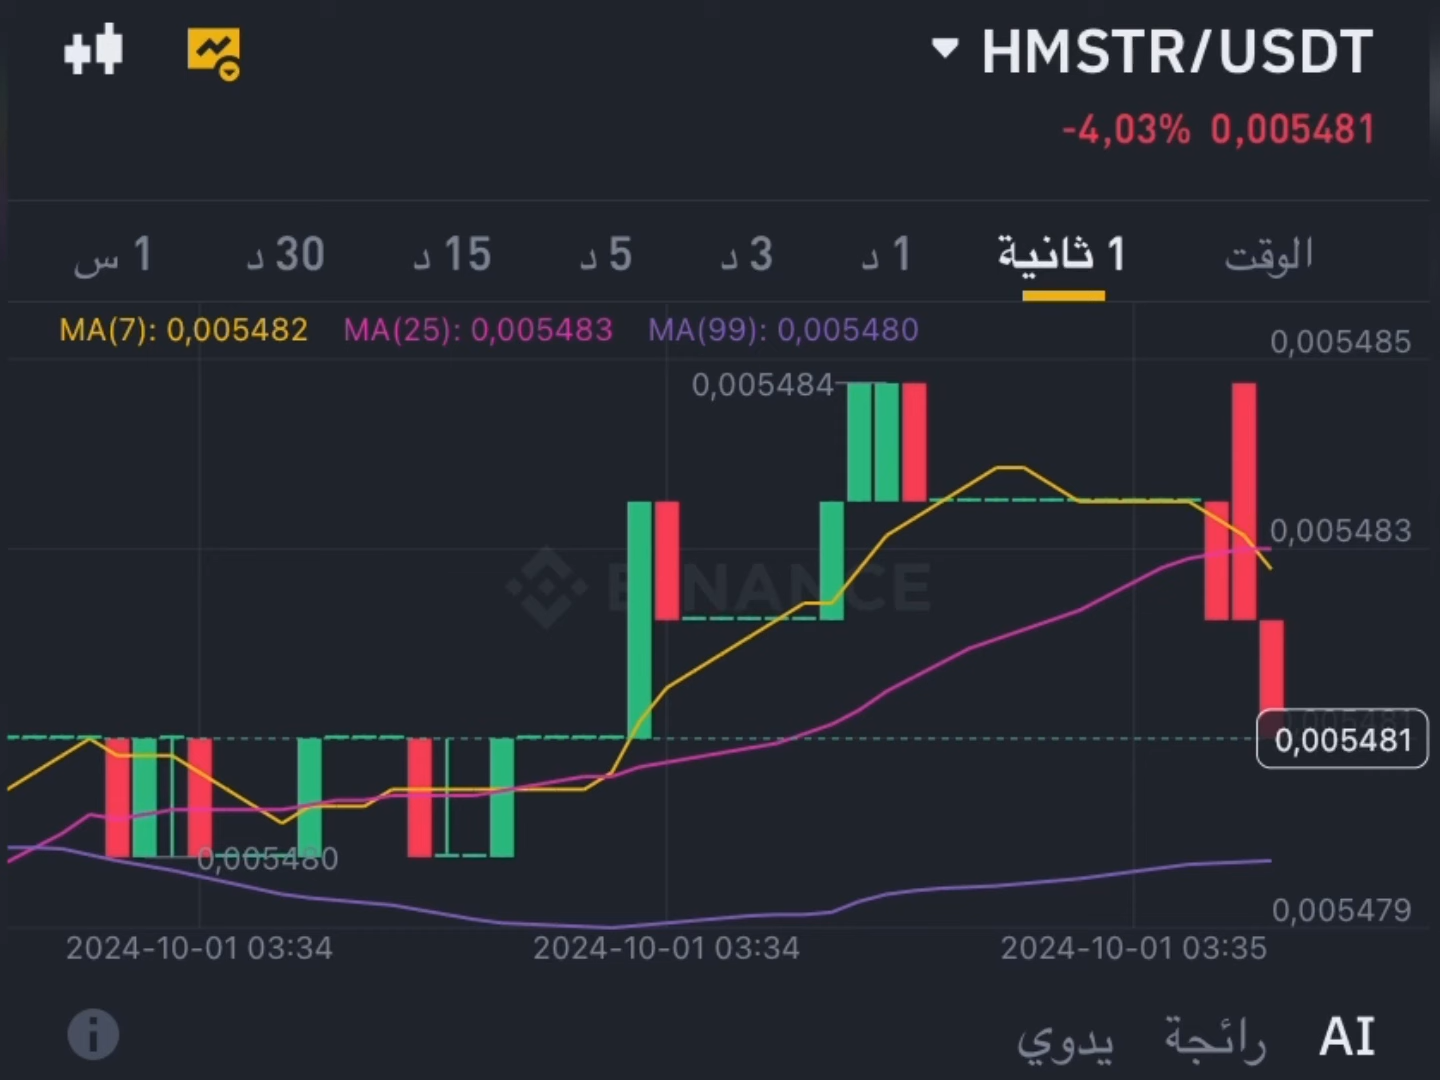 HMSTR/USDT
-4,03% 0,005481
الوقت 1 ثانية 1 د 3 د 5 د 15 د 30 د 1 س
MA(7): 0,005482 MA(25): 0,005483 MA(99): 0,005480
0,005485
0,005484
0,005483
BINANCE
0,005481
0,005481
0,005480
0,005479
2024-10-01 03:34 2024-10-01 03:34 2024-10-01 03:35
AI رائجة يدوي